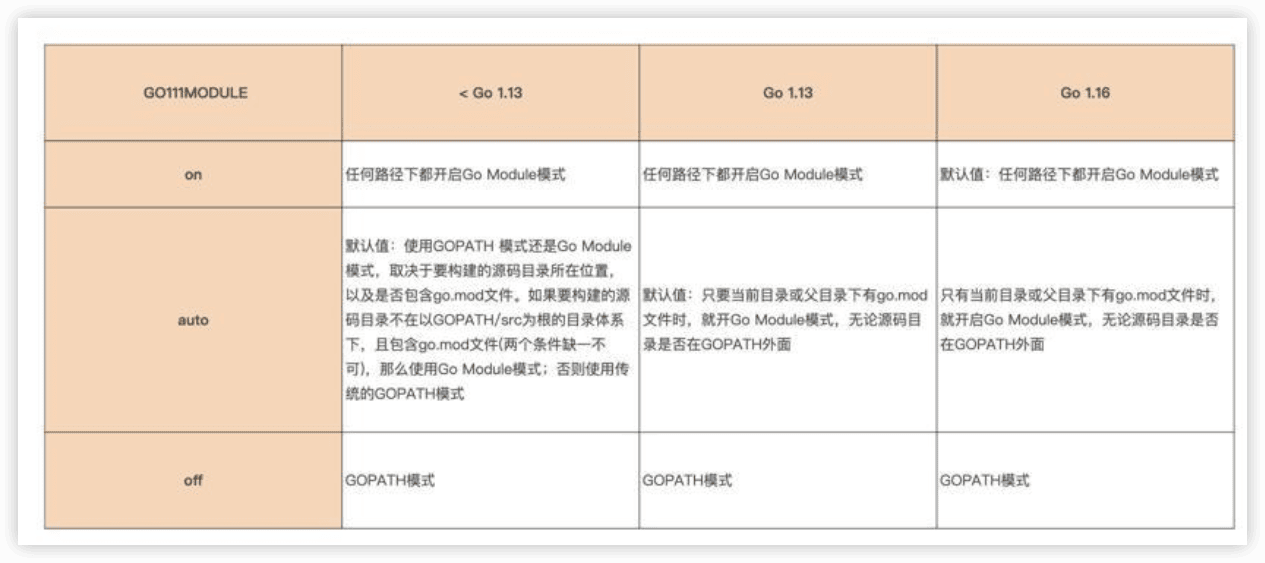 GO111MODULE
< Go 1.13
Go 1.13
Go 1.16
on
任何路径下都开启Go Module模式
任何路径下都开启Go Module模式
默认值：任何路径下都开启Go Module模式
auto
默认值：使用GOPATH 模式还是Go Module
模式，取决于要构建的源码目录所在位置，
以及是否包含go.mod文件。如果要构建的源
码目录不在以GOPATH/src为根的目录体系
下，且包含go.mod文件(两个条件缺一不
可)，那么使用Go Module模式；否则使用传
统的GOPATH模式
默认值：只要当前目录或父目录下有go.mod
文件时，就开Go Module模式，无论源码目
录是否在GOPATH外面
只有当前目录或父目录下有go.mod文件时，
就开启Go Module模式，无论源码目录是否
在GOPATH外面
off
GOPATH模式
GOPATH模式
GOPATH模式